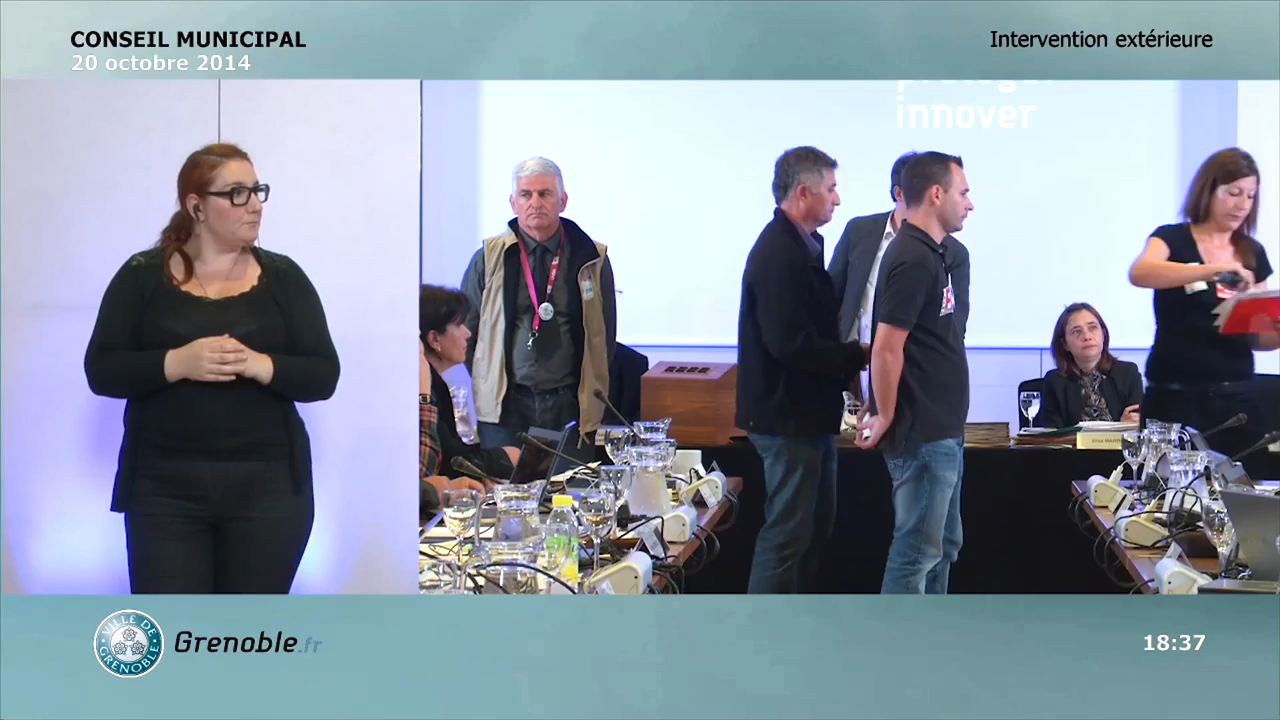 CONSEIL MUNICIPAL
20 octobre 2014
Intervention extérieure
innover
VILLE DE
GRENOBLE
Grenoble.fr
18:37